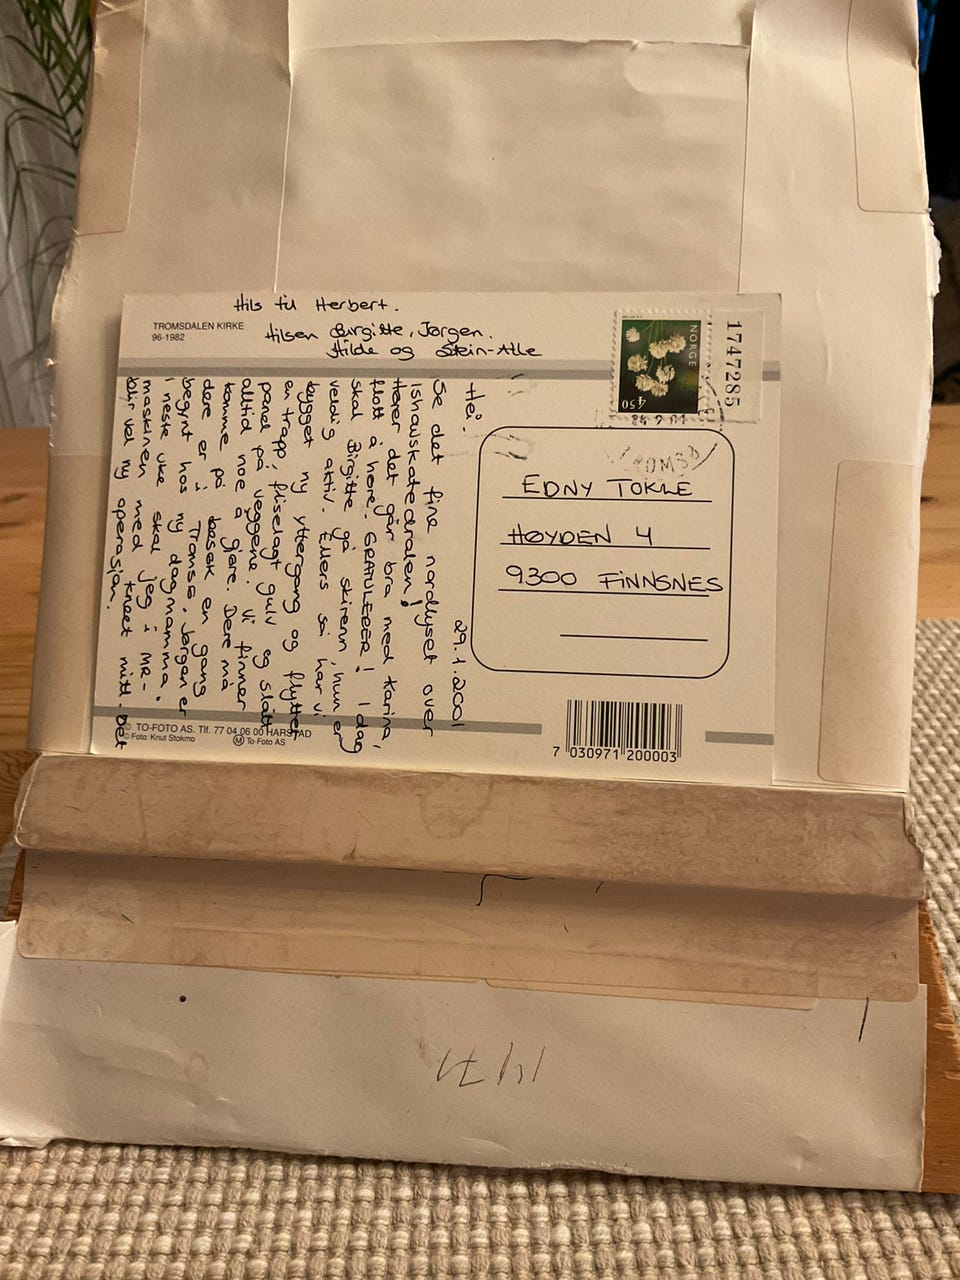 Hils til Herbert.
Hilsen Birgitte, Jørgen.
Hilde og Stein-Atle
TROMSDALEN KIRKE
96-1982
NORGE
4,50
1747285
29.1.2001
Hei.
Se det fine nordlyset over
Ishavskatedralen!
Hører det går bra med Karina,
flott å høre. GRATULERER! I dag
skal Birgitte gå skirenn, hun er
veldig aktiv. Ellers så har vi
bygget ny yttergang og flyttet
en trapp, fliselagt gulv og slått
panel på veggene. Vi finner
alltid noe å gjøre. Dere må
komme på besøk en gang
dere er i Tromsø. Jørgen er
begynt hos ny dagmamma.
I neste uke skal jeg i MR-
maskinen med kneet mitt. Det
blir vel ny operasjon.
EDNY TOKLE
HØYDEN 4
9300 FINNSNES
© TO-FOTO AS. Tlf. 77 04 06 00 HARSTAD
Foto: Knut Stokmo
Ⓜ To-Foto AS
7 030971 200003